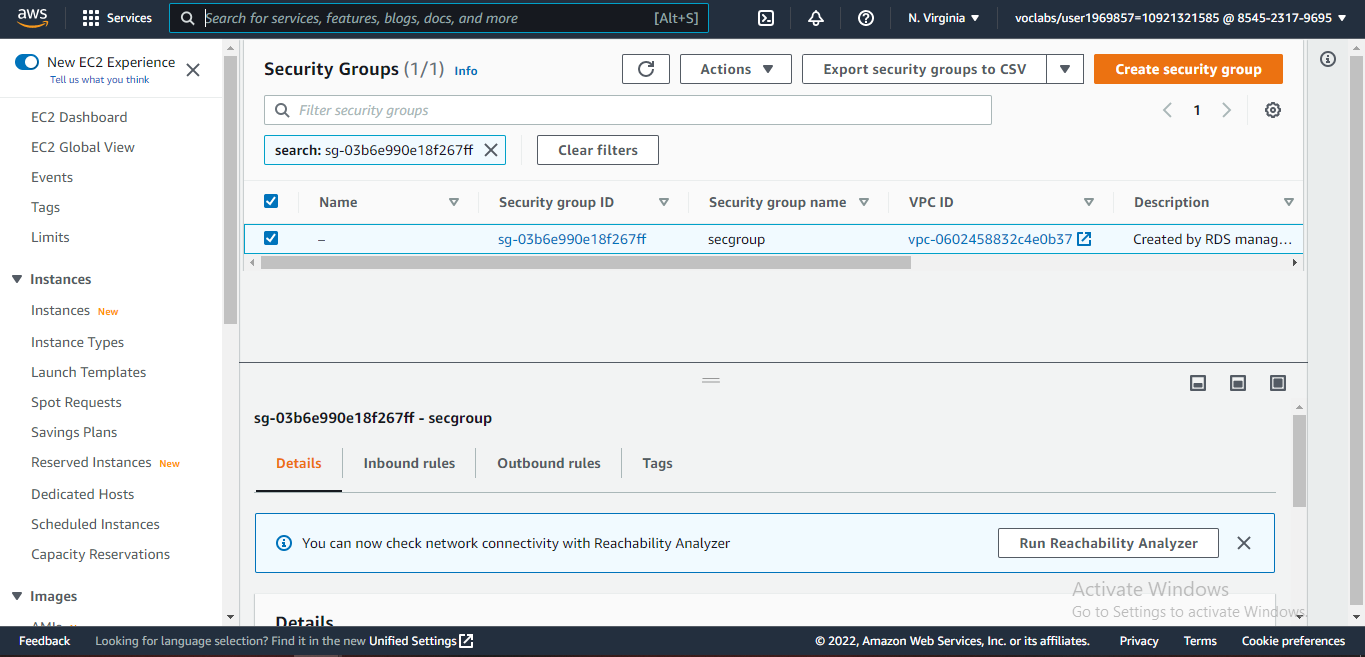 aws
Services
Search for services, features, blogs, docs, and more
[Alt+S]
N. Virginia
voclabs/user1969857=10921321585 @ 8545-2317-9695
New EC2 Experience
Tell us what you think
EC2 Dashboard
EC2 Global View
Events
Tags
Limits
Instances
Instances New
Instance Types
Launch Templates
Spot Requests
Savings Plans
Reserved Instances New
Dedicated Hosts
Scheduled Instances
Capacity Reservations
Images
Security Groups (1/1) Info
Actions
Export security groups to CSV
Create security group
Filter security groups
1
search: sg-03b6e990e18f267ff
Clear filters
Name Security group ID Security group name VPC ID Description
– sg-03b6e990e18f267ff secgroup vpc-0602458832c4e0b37 Created by RDS manag...
sg-03b6e990e18f267ff - secgroup
Details Inbound rules Outbound rules Tags
You can now check network connectivity with Reachability Analyzer
Run Reachability Analyzer
Details
Activate Windows
Go to Settings to activate Windows.
Feedback
Looking for language selection? Find it in the new Unified Settings
© 2022, Amazon Web Services, Inc. or its affiliates.
Privacy
Terms
Cookie preferences